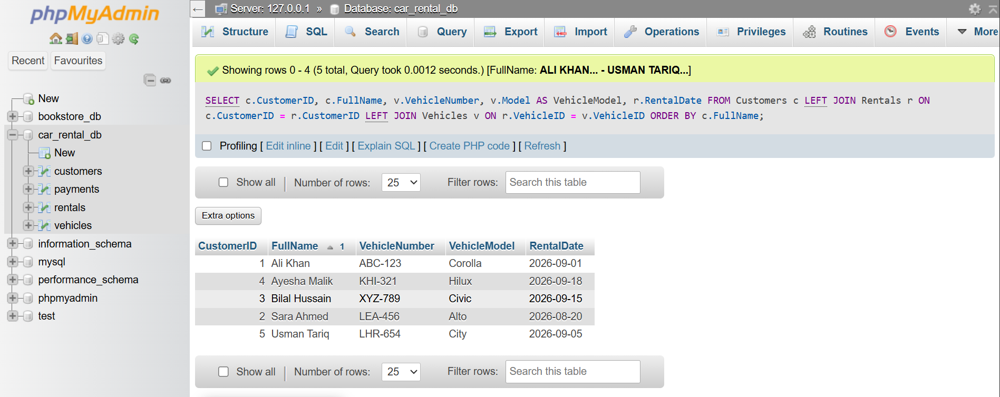 phpMyAdmin
Recent Favourites
New
bookstore_db
car_rental_db
New
customers
payments
rentals
vehicles
information_schema
mysql
performance_schema
phpmyadmin
test
Server: 127.0.0.1 » Database: car_rental_db
Structure SQL Search Query Export Import Operations Privileges Routines Events More
Showing rows 0 - 4 (5 total, Query took 0.0012 seconds.) [FullName: ALI KHAN... - USMAN TARIQ...]
SELECT c.CustomerID, c.FullName, v.VehicleNumber, v.Model AS VehicleModel, r.RentalDate FROM Customers c LEFT JOIN Rentals r ON
c.CustomerID = r.CustomerID LEFT JOIN Vehicles v ON r.VehicleID = v.VehicleID ORDER BY c.FullName;
Profiling [ Edit inline ] [ Edit ] [ Explain SQL ] [ Create PHP code ] [ Refresh ]
Show all Number of rows: 25 Filter rows: Search this table
Extra options
CustomerID FullName 1 VehicleNumber VehicleModel RentalDate
1 Ali Khan ABC-123 Corolla 2026-09-01
4 Ayesha Malik KHI-321 Hilux 2026-09-18
3 Bilal Hussain XYZ-789 Civic 2026-09-15
2 Sara Ahmed LEA-456 Alto 2026-08-20
5 Usman Tariq LHR-654 City 2026-09-05
Show all Number of rows: 25 Filter rows: Search this table